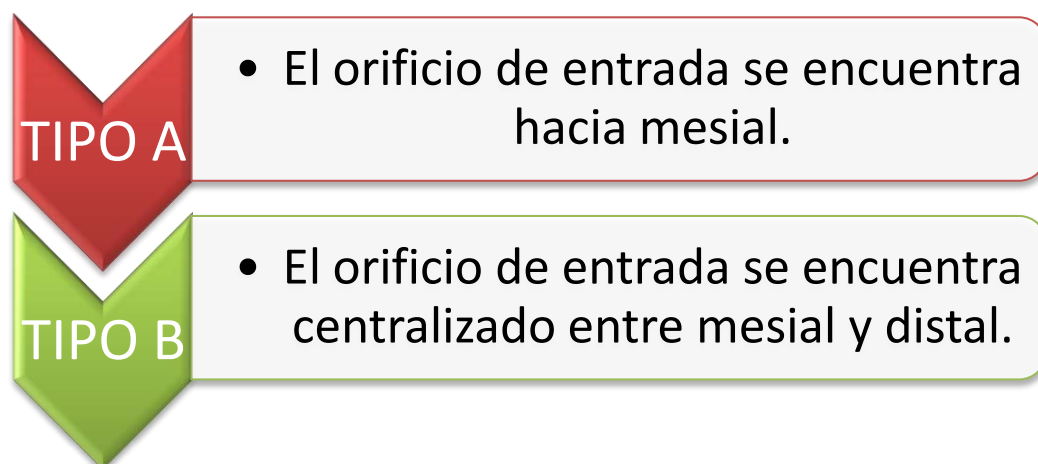 TIPO A
• El orificio de entrada se encuentra
hacia mesial.
TIPO B
• El orificio de entrada se encuentra
centralizado entre mesial y distal.